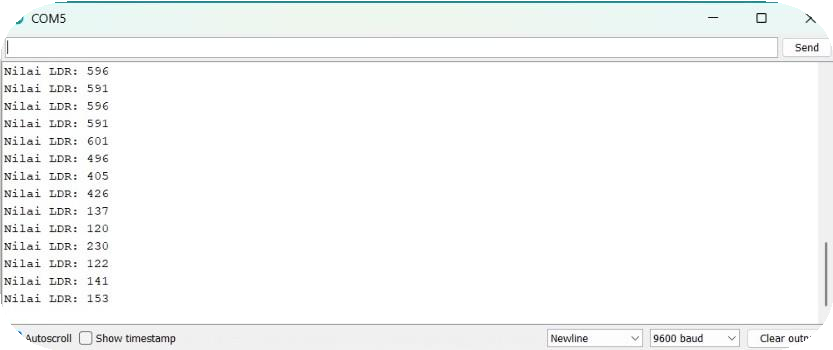 COM5
Send
Nilai LDR: 596
Nilai LDR: 591
Nilai LDR: 596
Nilai LDR: 591
Nilai LDR: 601
Nilai LDR: 496
Nilai LDR: 405
Nilai LDR: 426
Nilai LDR: 137
Nilai LDR: 120
Nilai LDR: 230
Nilai LDR: 122
Nilai LDR: 141
Nilai LDR: 153
Autoscroll Show timestamp Newline 9600 baud Clear